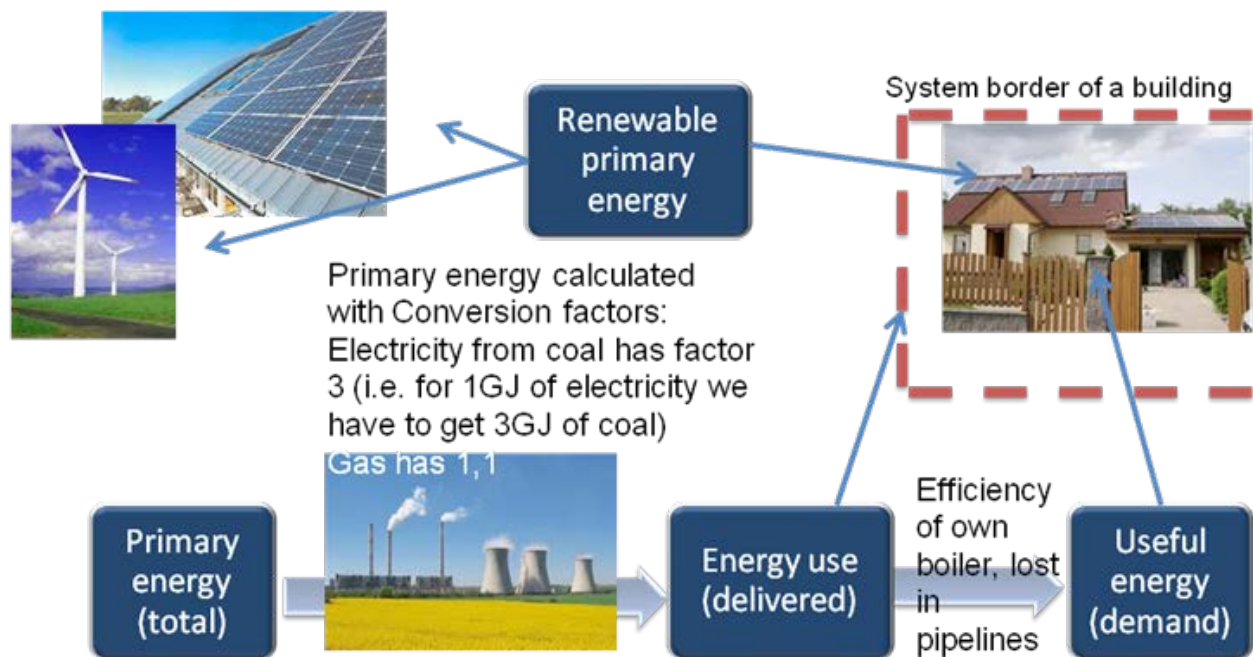 System border of a building
Renewable
primary
energy
Primary energy calculated
with Conversion factors:
Electricity from coal has factor
3 (i.e. for 1GJ of electricity we
have to get 3GJ of coal)
Gas has 1,1
Primary
energy
(total)
Energy use
(delivered)
Efficiency
of own
boiler, lost
in
pipelines
Useful
energy
(demand)